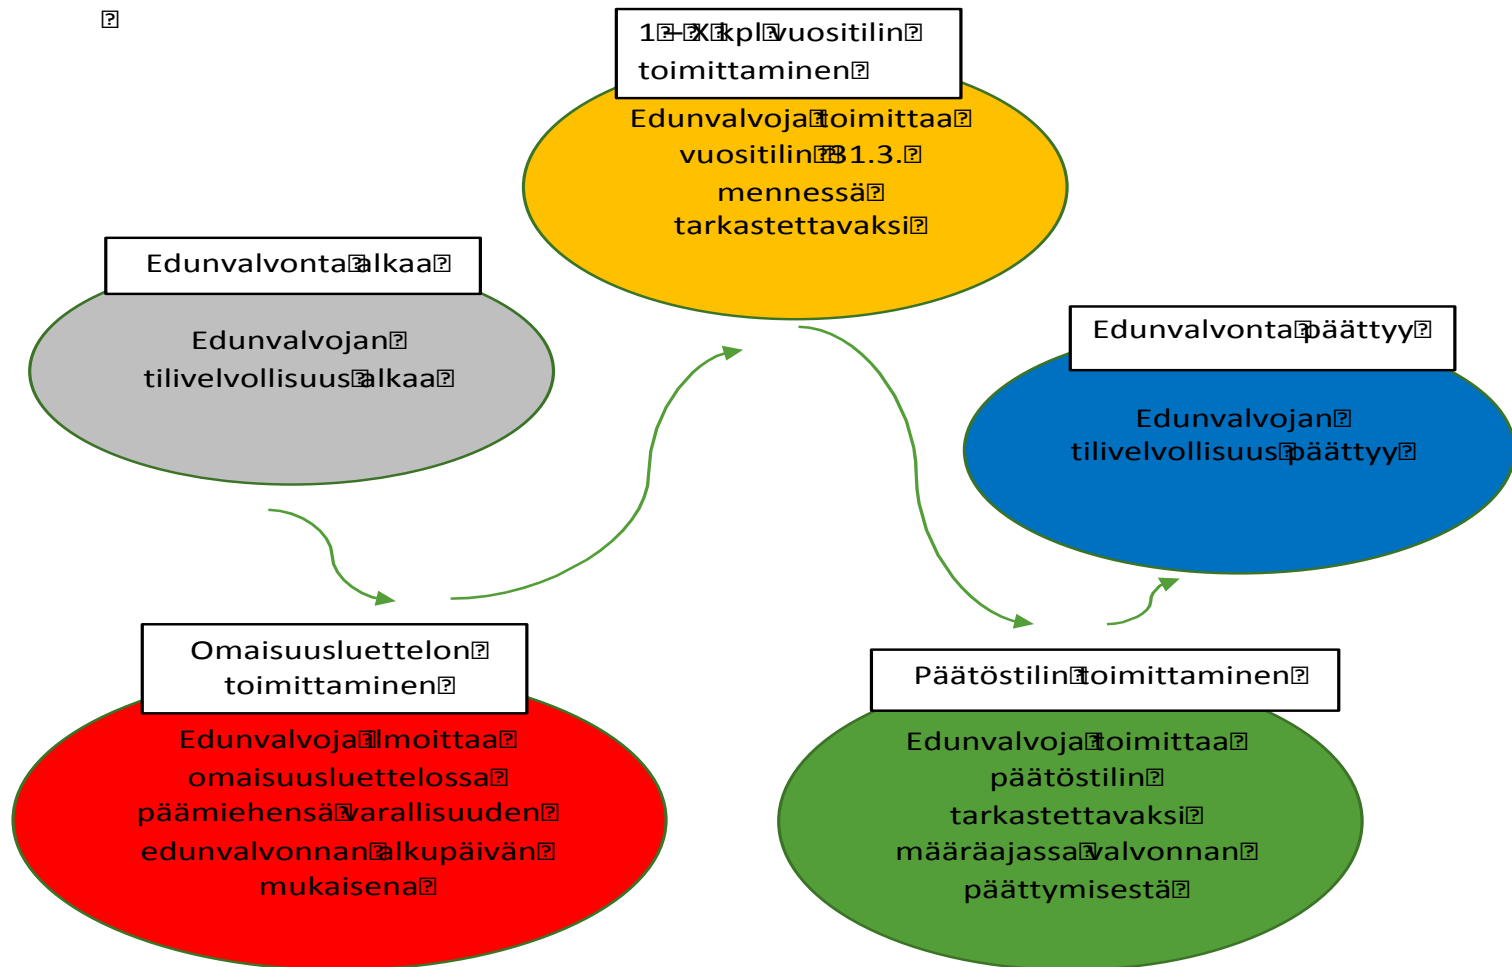 1 – X kpl vuositilin
toimittaminen
Edunvalvoja toimittaa
vuositilin 31.3.
mennessä
tarkastettavaksi
Edunvalvonta alkaa
Edunvalvojan
tilivelvollisuus alkaa
Edunvalvonta päättyy
Edunvalvojan
tilivelvollisuus päättyy
Omaisuusluettelon
toimittaminen
Edunvalvoja ilmoittaa
omaisuusluettelossa
päämiehensä varallisuuden
edunvalvonnan alkupäivän
mukaisena
Päätöstilin toimittaminen
Edunvalvoja toimittaa
päätöstilin
tarkastettavaksi
määräajassa valvonnan
päättymisestä